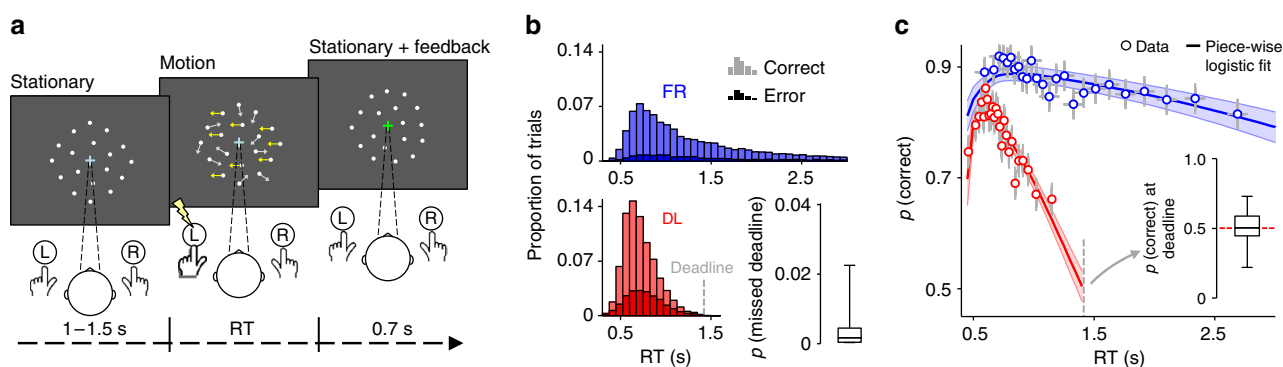 a
Stationary
Motion
Stationary + feedback
L
R
L
R
L
R
1–1.5 s
RT
0.7 s
b
Proportion of trials
0.14
0.07
0
FR
Correct
Error
0.5
1.5
2.5
0.14
0.07
0
DL
Deadline
0.5
1.5
RT (s)
p (missed deadline)
0.04
0.02
0
c
p (correct)
0.9
0.7
0.5
Data
Piece-wise
logistic fit
0.5
1.5
2.5
RT (s)
p (correct) at
deadline
1.0
0.5
0